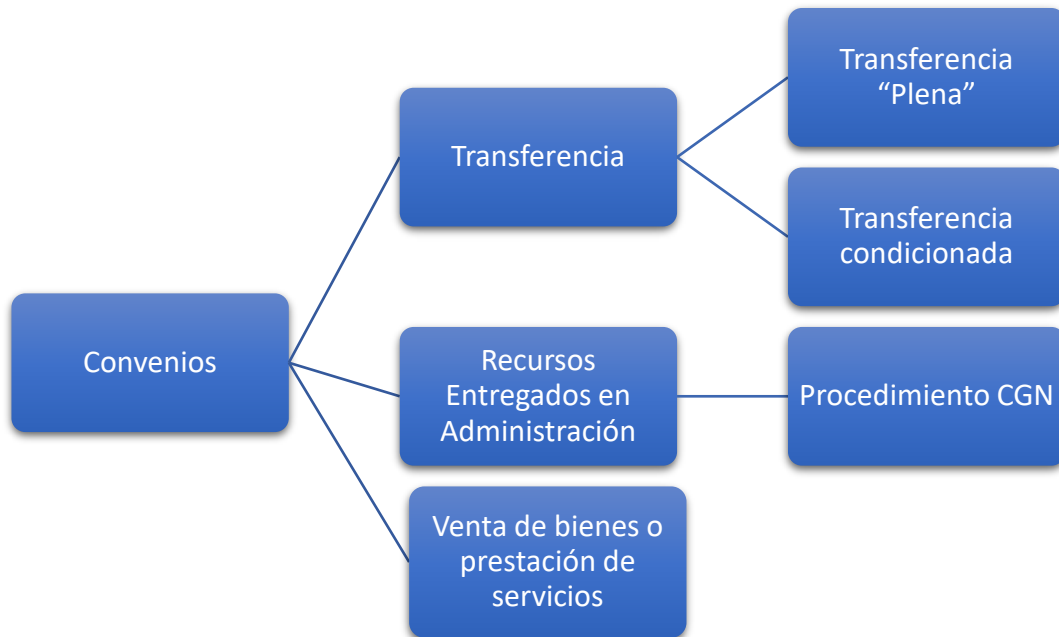 Convenios
Transferencia
Transferencia
“Plena”
Transferencia
condicionada
Recursos
Entregados en
Administración
Procedimiento CGN
Venta de bienes o
prestación de
servicios